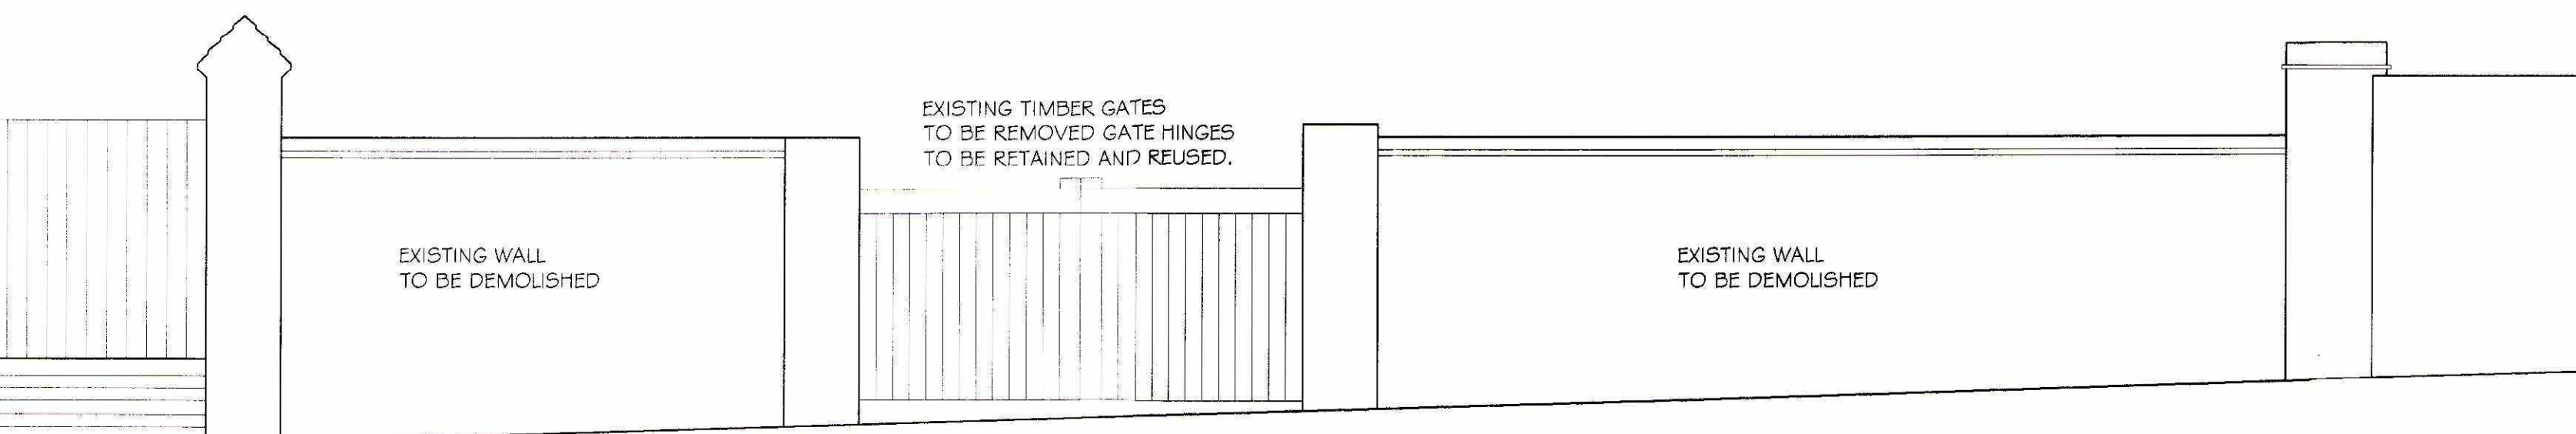 EXISTING TIMBER GATES
TO BE REMOVED GATE HINGES
TO BE RETAINED AND REUSED.
EXISTING WALL
TO BE DEMOLISHED
EXISTING WALL
TO BE DEMOLISHED